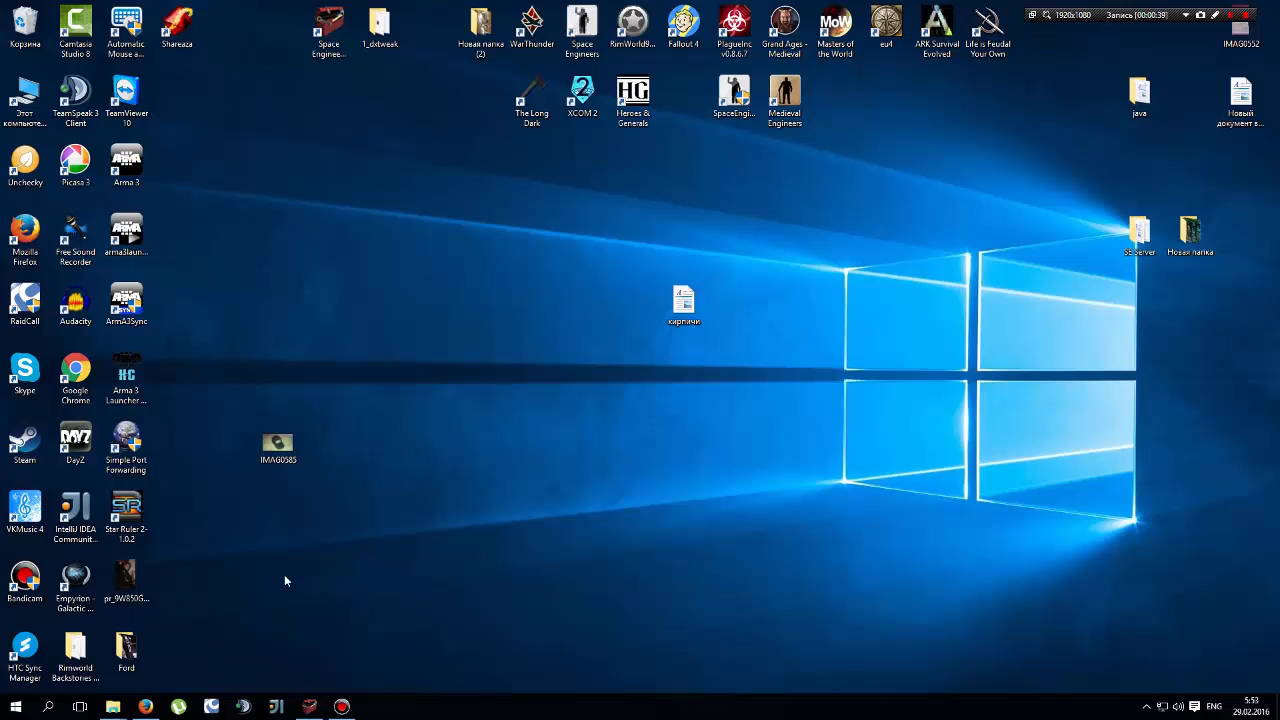 Корзина
Camtasia
Studio 8
Automatic
Mouse a...
Shareaza
Space
Enginee...
1_dxtweak
Новая папка
(2)
WarThunder
Space
Engineers
RimWorld9...
Fallout 4
PlagueInc
v0.8.6.7
Grand Ages -
Medieval
Masters of
the World
eu4
ARK Survival
Evolved
Life is Feudal
Your Own
Запись [00:00:39]
IMAG0552
Этот
компьюте...
TeamSpeak 3
Client
TeamViewer
10
The Long
Dark
XCOM 2
Heroes &
Generals
SpaceEngi...
Medieval
Engineers
java
Новый
документ в...
Unchecky
Picasa 3
Arma 3
Mozilla
Firefox
Free Sound
Recorder
arma3laun...
SE Server
Новая папка
RaidCall
Audacity
ArmA3Sync
кирпичи
Skype
Google
Chrome
Arma 3
Launcher ...
Steam
DayZ
Simple Port
Forwarding
IMAG0585
VKMusic 4
IntelliJ IDEA
Communit...
Star Ruler 2-
1.0.2
Bandicam
Empyrion -
Galactic ...
pr_9W850G...
HTC Sync
Manager
Rimworld
Backstories ...
Ford
ENG
5:53
29.02.2016